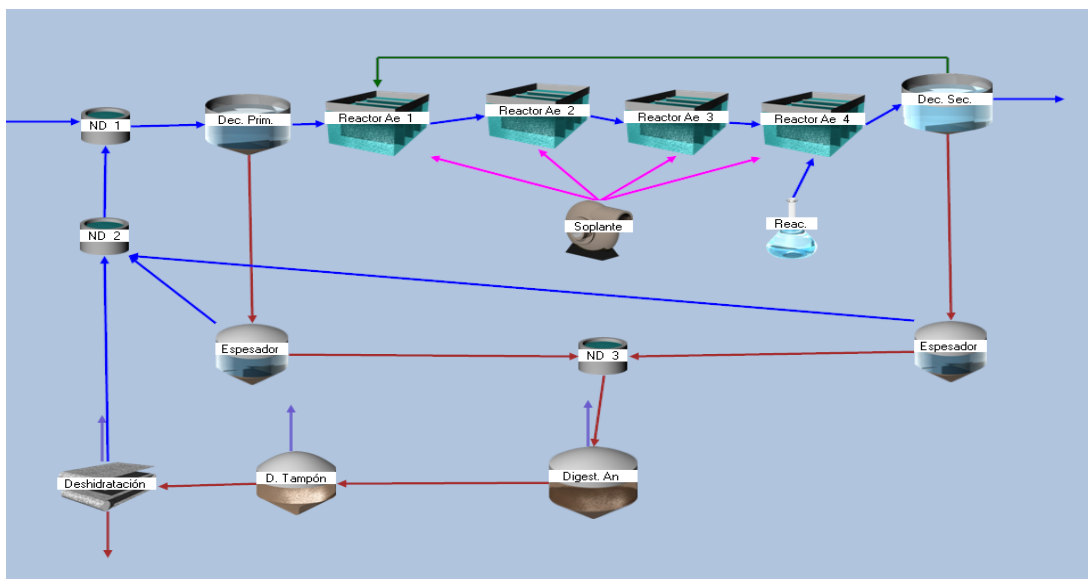 Dec. Sec.
Reactor Ae 2
Dec. Prim.
Reactor Ae 1
Reactor Ae 3
Reactor Ae 4
ND 1
Soplante
Reac.
ND 2
Espesador
ND 3
Espesador
Deshidratación
D. Tampón
Digest. An